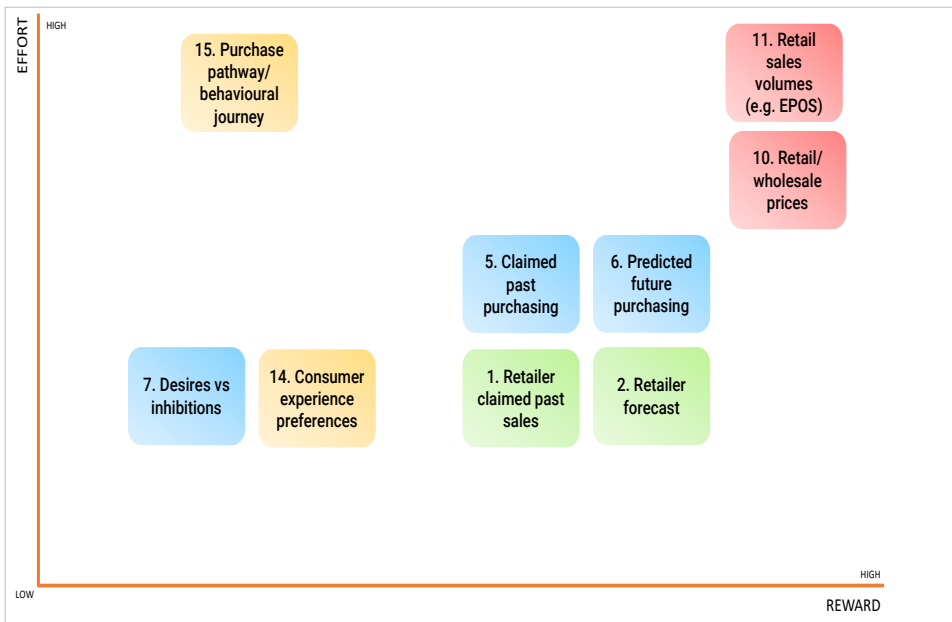 EFFORT
HIGH
15. Purchase
pathway/
behavioural
journey
11. Retail
sales
volumes
(e.g. EPOS)
10. Retail/
wholesale
prices
5. Claimed
past
purchasing
6. Predicted
future
purchasing
7. Desires vs
inhibitions
14. Consumer
experience
preferences
1. Retailer
claimed past
sales
2. Retailer
forecast
HIGH
LOW
REWARD